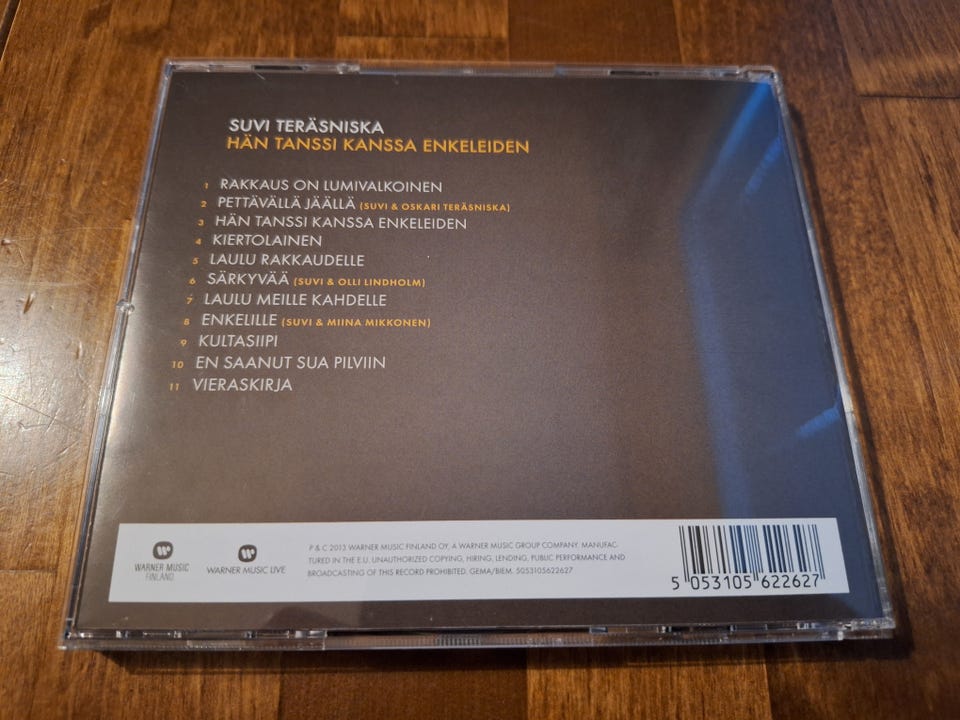 SUVI TERÄSNISKA
HÄN TANSSI KANSSA ENKELEIDEN
1 RAKKAUS ON LUMIVALKOINEN
2 PETTÄVÄLLÄ JÄÄLLÄ (SUVI & OSKARI TERÄSNISKA)
3 HÄN TANSSI KANSSA ENKELEIDEN
4 KIERTOLAINEN
5 LAULU RAKKAUDELLE
6 SÄRKYVÄÄ (SUVI & OLLI LINDHOLM)
7 LAULU MEILLE KAHDELLE
8 ENKELILLE (SUVI & MIINA MIKKONEN)
9 KULTASIIPI
10 EN SAANUT SUA PILVIIN
11 VIERASKIRJA
WARNER MUSIC
FINLAND
WARNER MUSIC LIVE
P & C 2013 WARNER MUSIC FINLAND OY, A WARNER MUSIC GROUP COMPANY. MANUFAC-
TURED IN THE E.U. UNAUTHORIZED COPYING, HIRING, LENDING, PUBLIC PERFORMANCE AND
BROADCASTING OF THIS RECORD PROHIBITED. GEMA/BIEM. 5053105622627
5 053105 622627